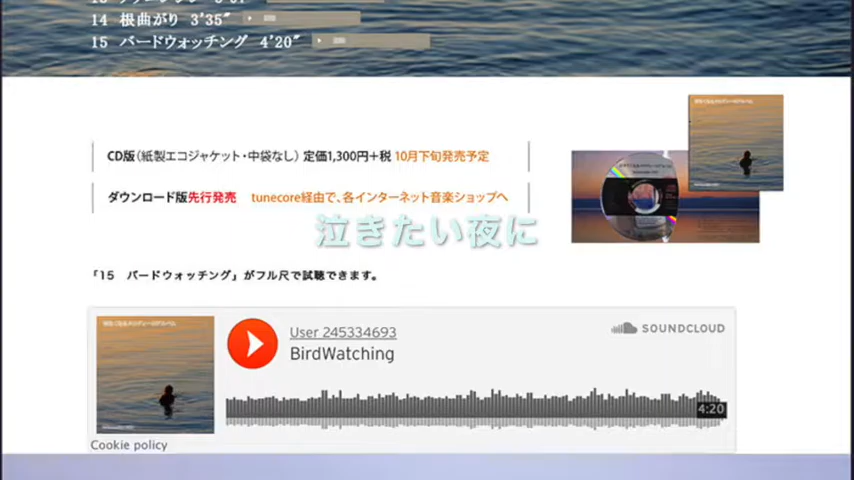 14 根曲がり 3'35"
15 バードウォッチング 4'20"
CD版(紙製エコジャケット・中袋なし) 定価1,300円+税 10月下旬発売予定
ダウンロード版先行発売 tunecore経由で、各インターネット音楽ショップへ
泣きたい夜に
「15 バードウォッチング」がフル尺で試聴できます。
User 245334693
SOUNDCLOUD
BirdWatching
4:20
Cookie policy